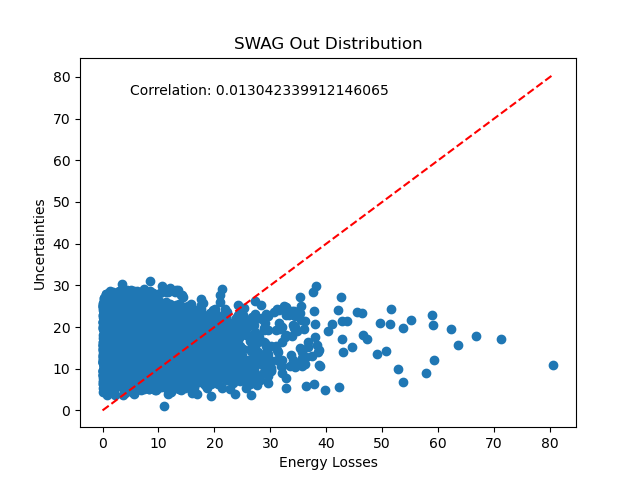 SWAG Out Distribution
Correlation: 0.013042339912146065
Uncertainties
80
70
60
50
40
30
20
10
0
0 10 20 30 40 50 60 70 80
Energy Losses